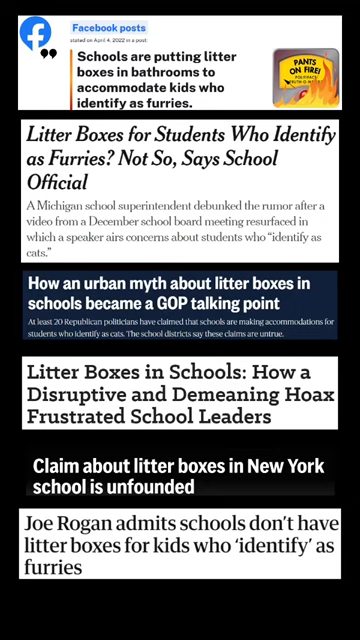 Facebook posts
stated on April 4, 2022 in a post:
Schools are putting litter
boxes in bathrooms to
accommodate kids who
identify as furries.
PANTS
ON FIRE!
POLITIFACT
TRUTH-O-METER
Litter Boxes for Students Who Identify
as Furries? Not So, Says School
Official
A Michigan school superintendent debunked the rumor after a
video from a December school board meeting resurfaced in
which a speaker airs concerns about students who “identify as
cats.”
How an urban myth about litter boxes in
schools became a GOP talking point
At least 20 Republican politicians have claimed that schools are making accommodations for
students who identify as cats. The school districts say these claims are untrue.
Litter Boxes in Schools: How a
Disruptive and Demeaning Hoax
Frustrated School Leaders
Claim about litter boxes in New York
school is unfounded
Joe Rogan admits schools don’t have
litter boxes for kids who ‘identify’ as
furries